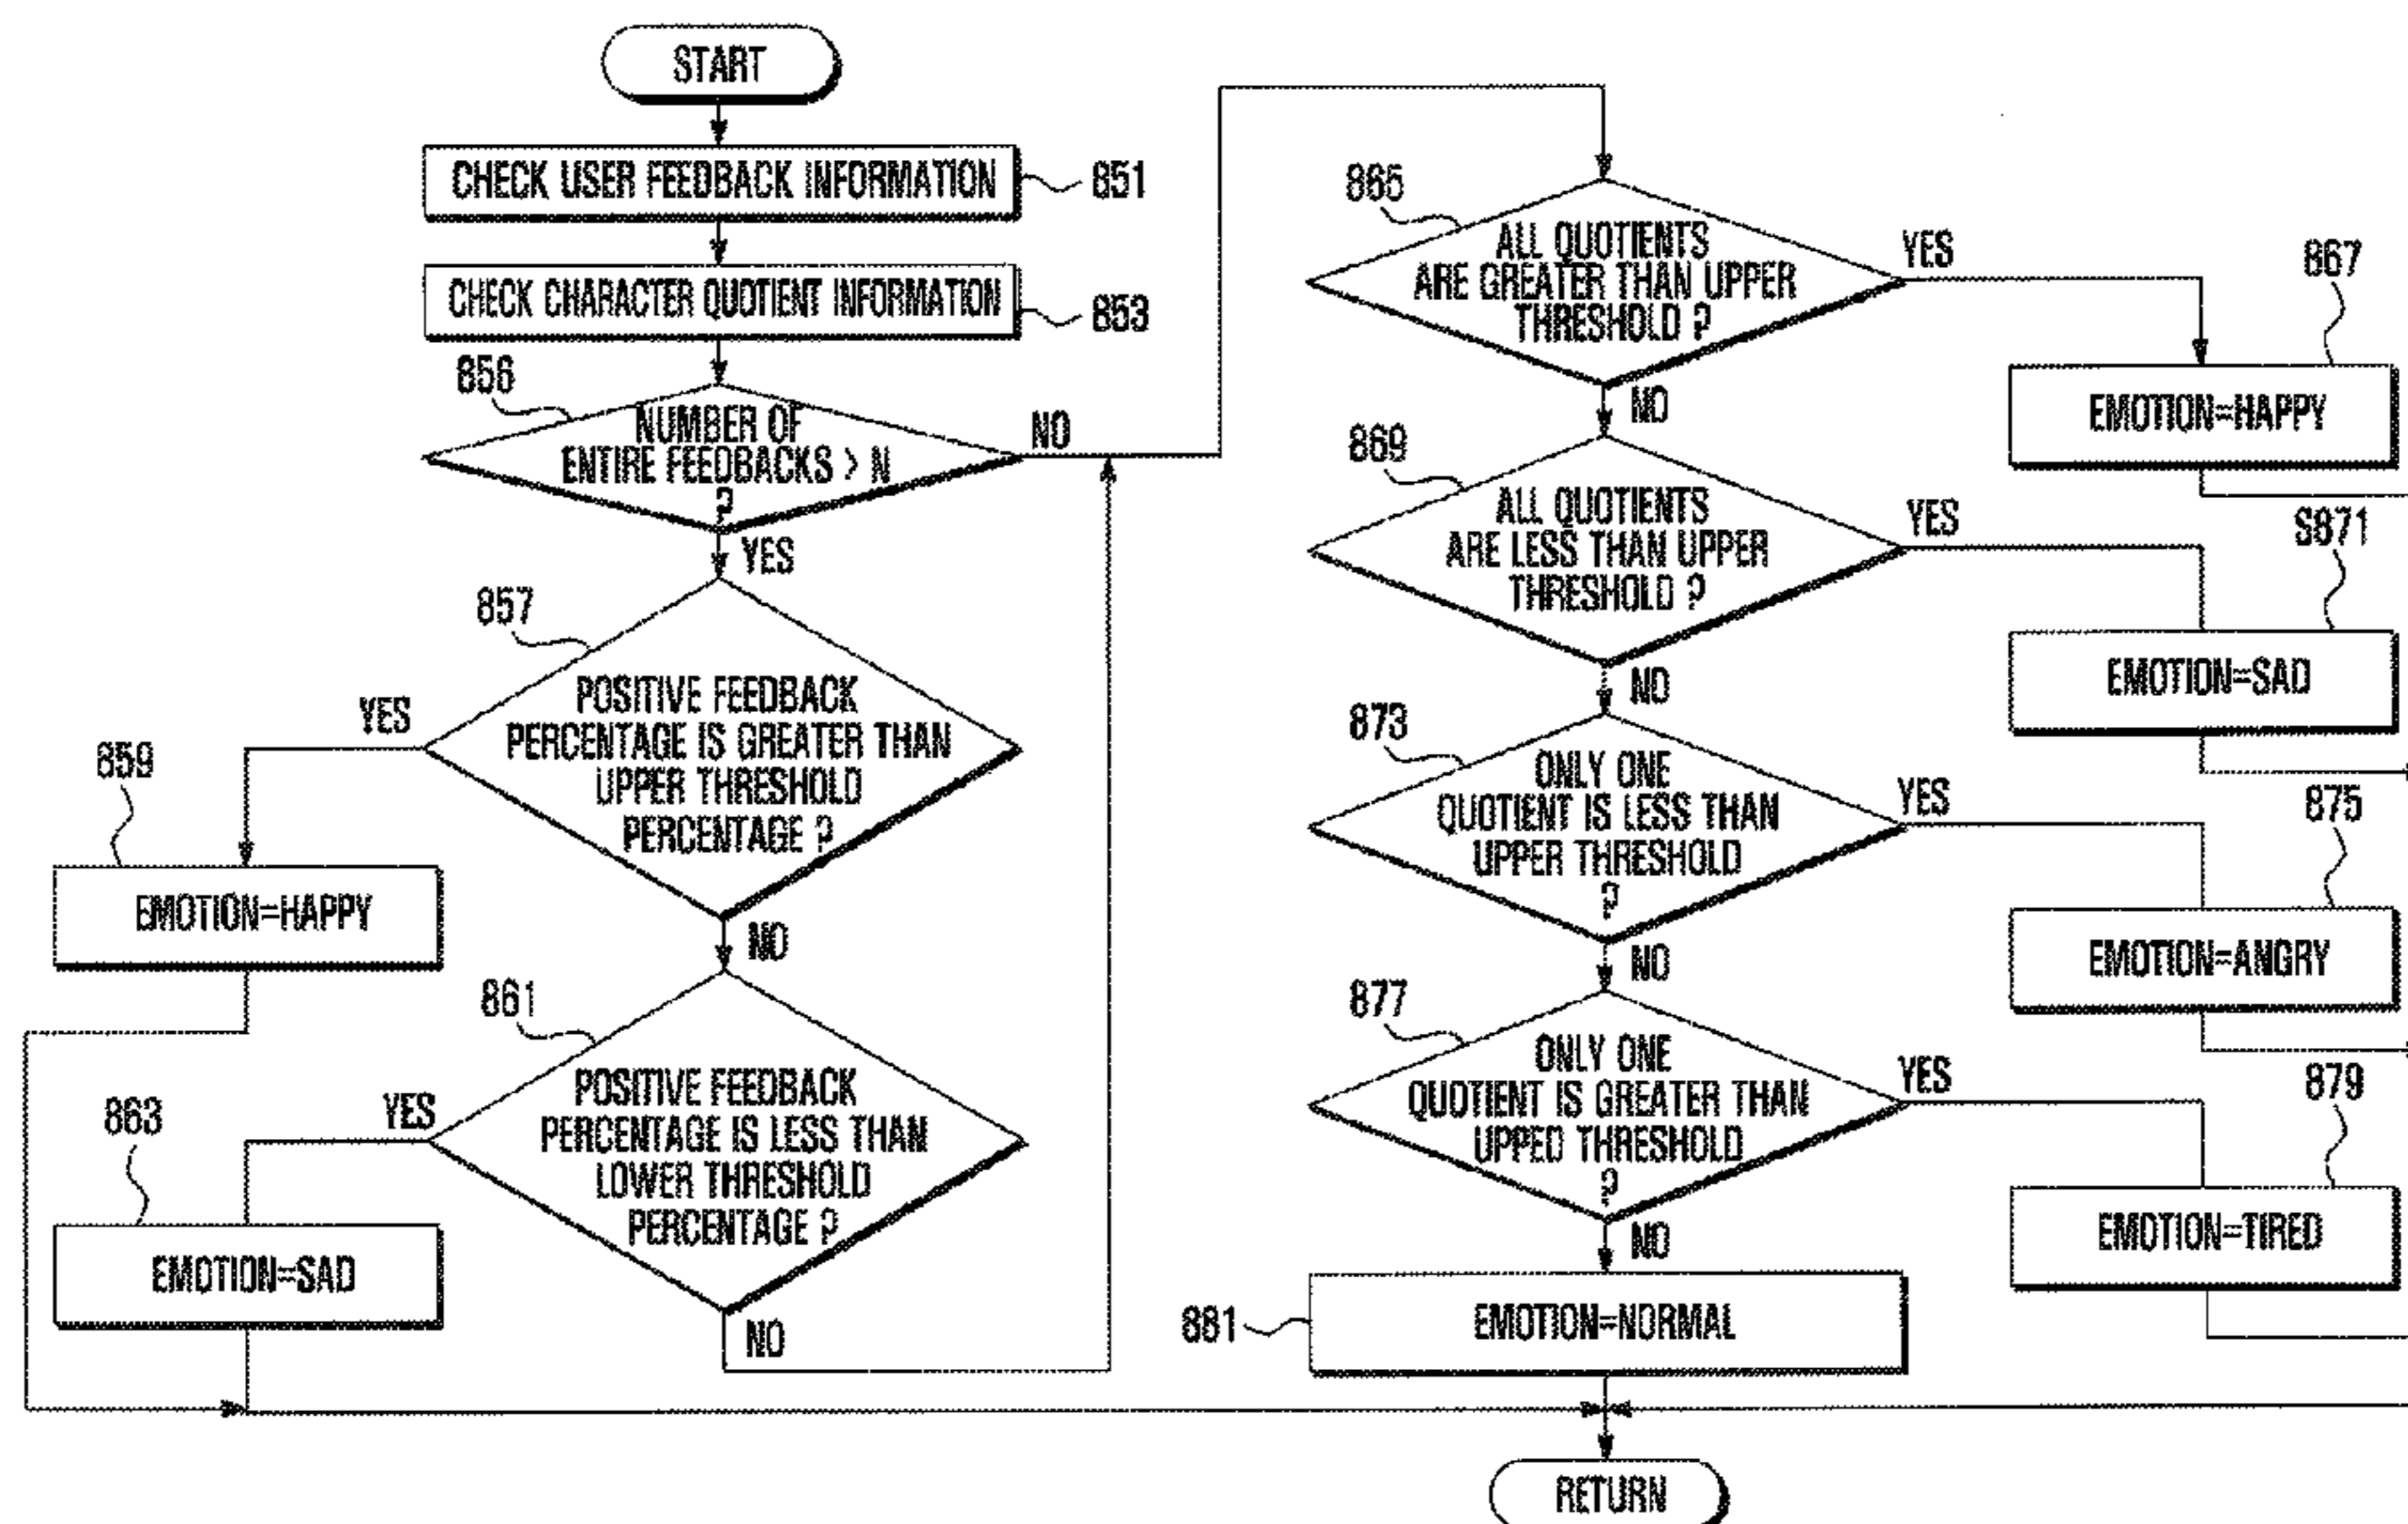 START
CHECK USER FEEDBACK INFORMATION
851
CHECK CHARACTER QUOTIENT INFORMATION
853
856
NUMBER OF
ENTIRE FEEDBACKS > N
?
NO
YES
857
POSITIVE FEEDBACK
PERCENTAGE IS GREATER THAN
UPPER THRESHOLD
PERCENTAGE ?
YES
NO
859
EMOTION=HAPPY
861
POSITIVE FEEDBACK
PERCENTAGE IS LESS THAN
LOWER THRESHOLD
PERCENTAGE ?
YES
NO
863
EMOTION=SAD
865
ALL QUOTIENTS
ARE GREATER THAN UPPER
THRESHOLD ?
YES
NO
867
EMOTION=HAPPY
869
ALL QUOTIENTS
ARE LESS THAN UPPER
THRESHOLD ?
YES
NO
S871
EMOTION=SAD
873
ONLY ONE
QUOTIENT IS LESS THAN
UPPER THRESHOLD
?
YES
NO
875
EMOTION=ANGRY
877
ONLY ONE
QUOTIENT IS GREATER THAN
UPPED THRESHOLD
?
YES
NO
879
EMOTION=TIRED
881
EMOTION=NORMAL
RETURN